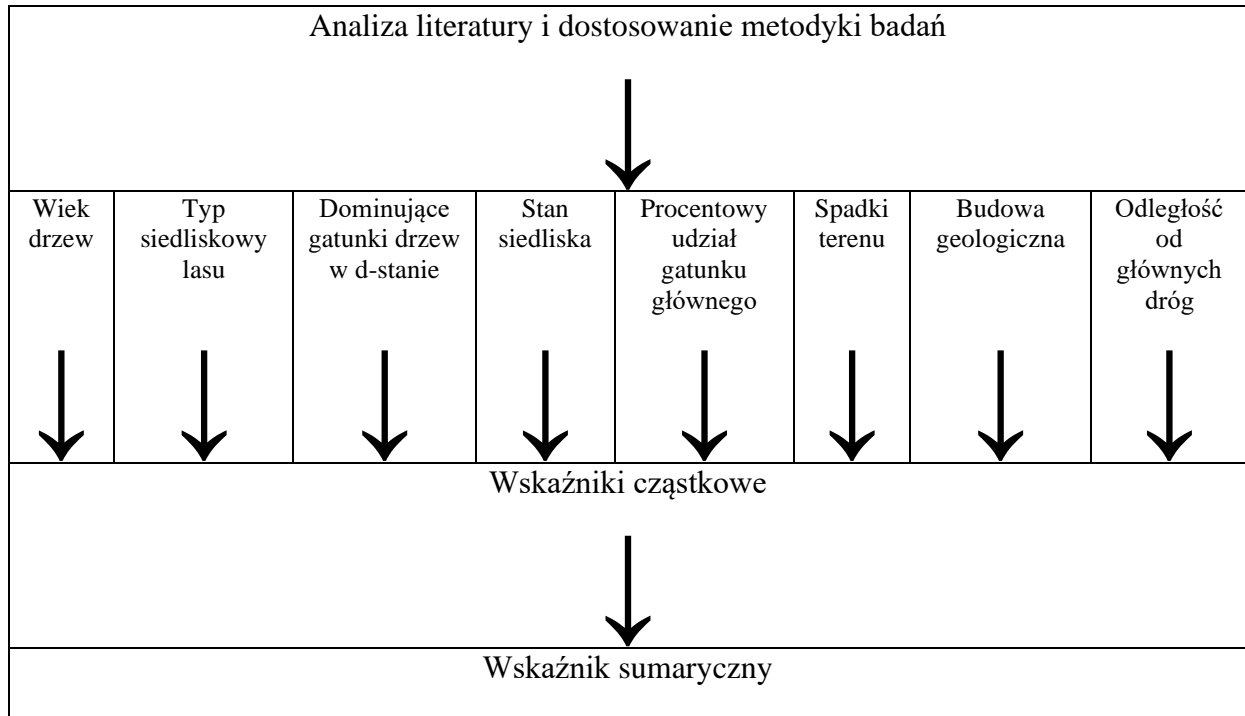 Analiza literatury i dostosowanie metodyki badań
Wiek
drzew
Typ
siedliskowy
lasu
Dominujące
gatunki drzew
w d-stanie
Stan
siedliska
Procentowy
udział
gatunku
głównego
Spadki
terenu
Budowa
geologiczna
Odległość
od
głównych
dróg
Wskaźniki cząstkowe
Wskaźnik sumaryczny